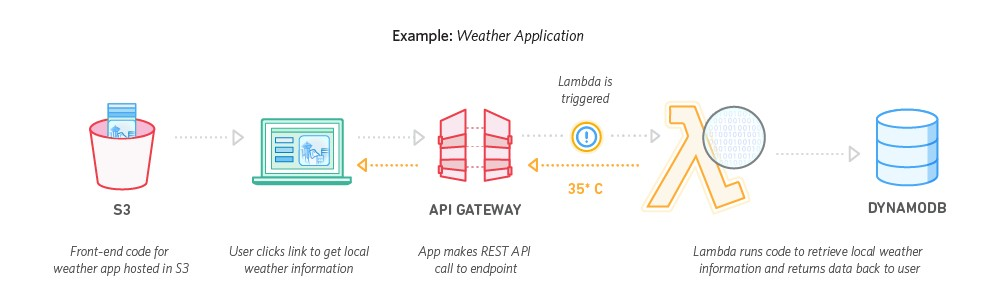 Example: Weather Application
Lambda is
triggered
35° C
S3
API GATEWAY
DYNAMODB
Front-end code for
weather app hosted in S3
User clicks link to get local
weather information
App makes REST API
call to endpoint
Lambda runs code to retrieve local weather
information and returns data back to user